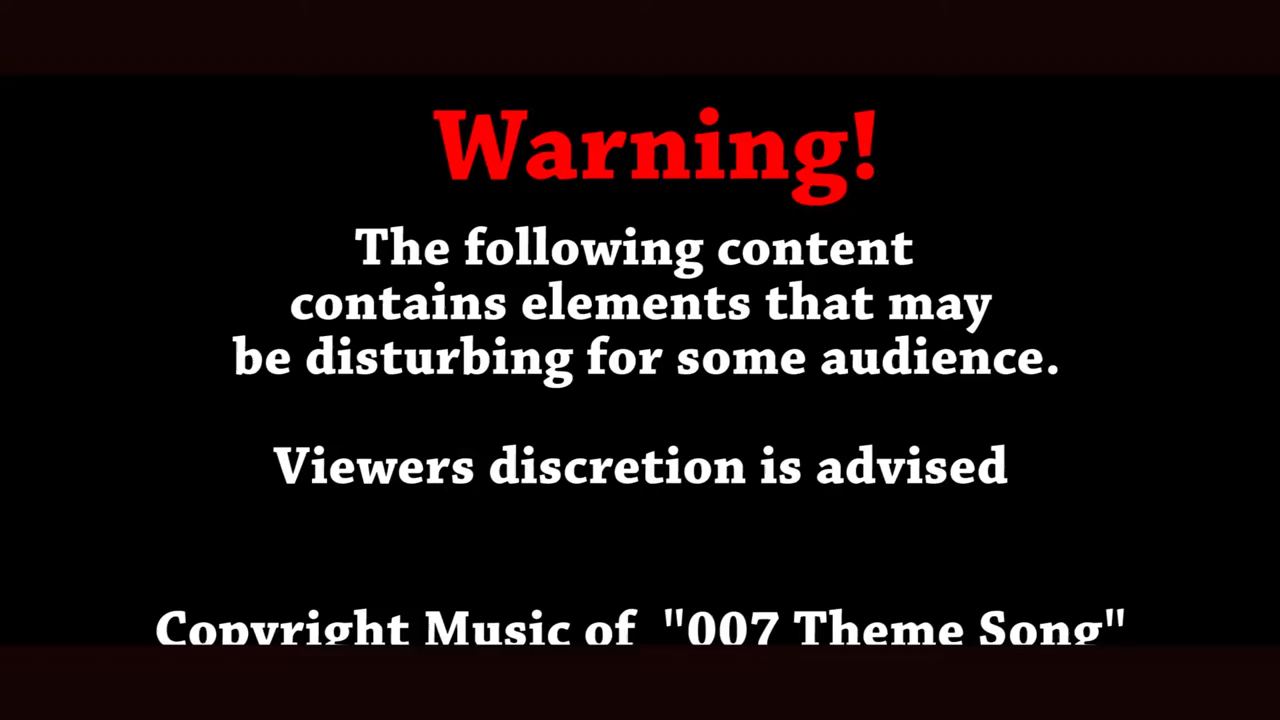 Warning!
The following content
contains elements that may
be disturbing for some audience.
Viewers discretion is advised
Copyright Music of "007 Theme Song"